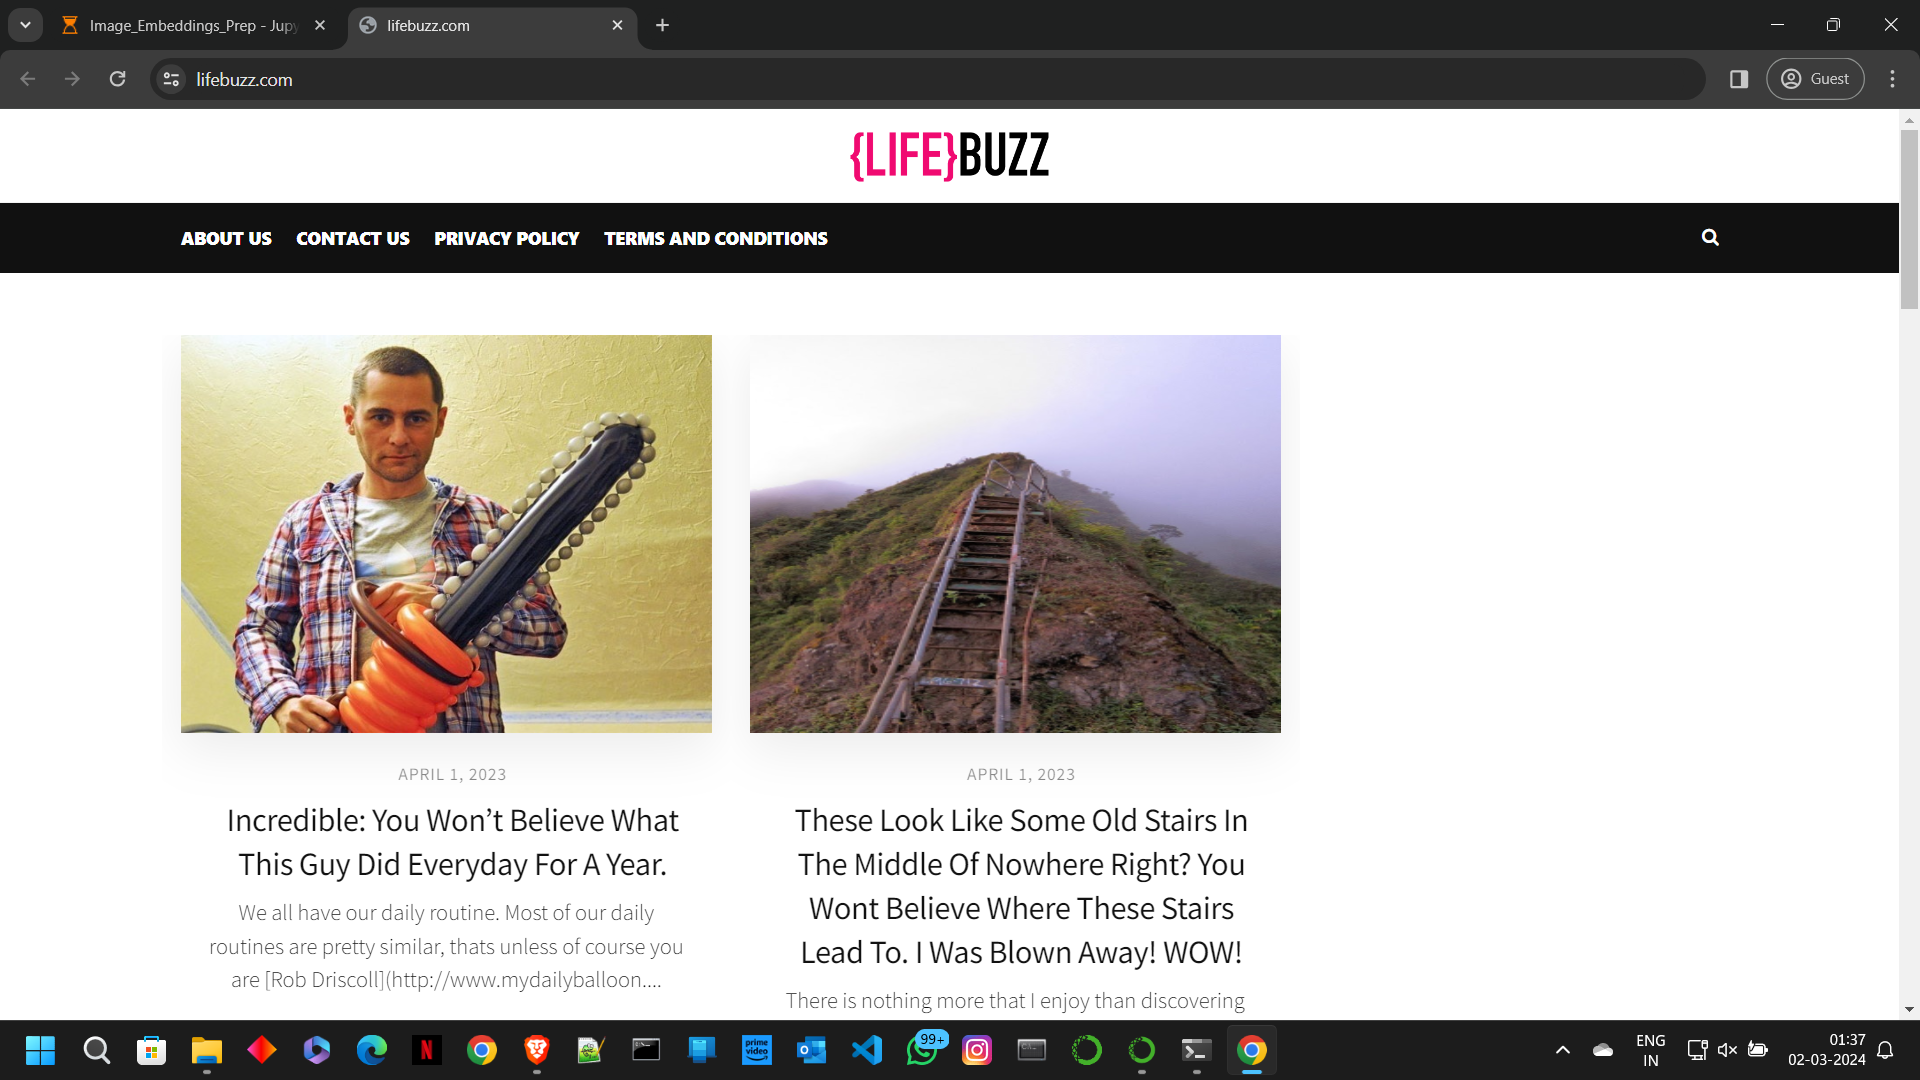 Image_Embeddings_Prep - Jupy
lifebuzz.com
lifebuzz.com
Guest
{LIFE}BUZZ
ABOUT US
CONTACT US
PRIVACY POLICY
TERMS AND CONDITIONS
APRIL 1, 2023
Incredible: You Won’t Believe What
This Guy Did Everyday For A Year.
We all have our daily routine. Most of our daily
routines are pretty similar, thats unless of course you
are [Rob Driscoll](http://www.mydailyballoon....
APRIL 1, 2023
These Look Like Some Old Stairs In
The Middle Of Nowhere Right? You
Wont Believe Where These Stairs
Lead To. I Was Blown Away! WOW!
There is nothing more that I enjoy than discovering
N
prime
video
99+
ENG
IN
01:37
02-03-2024